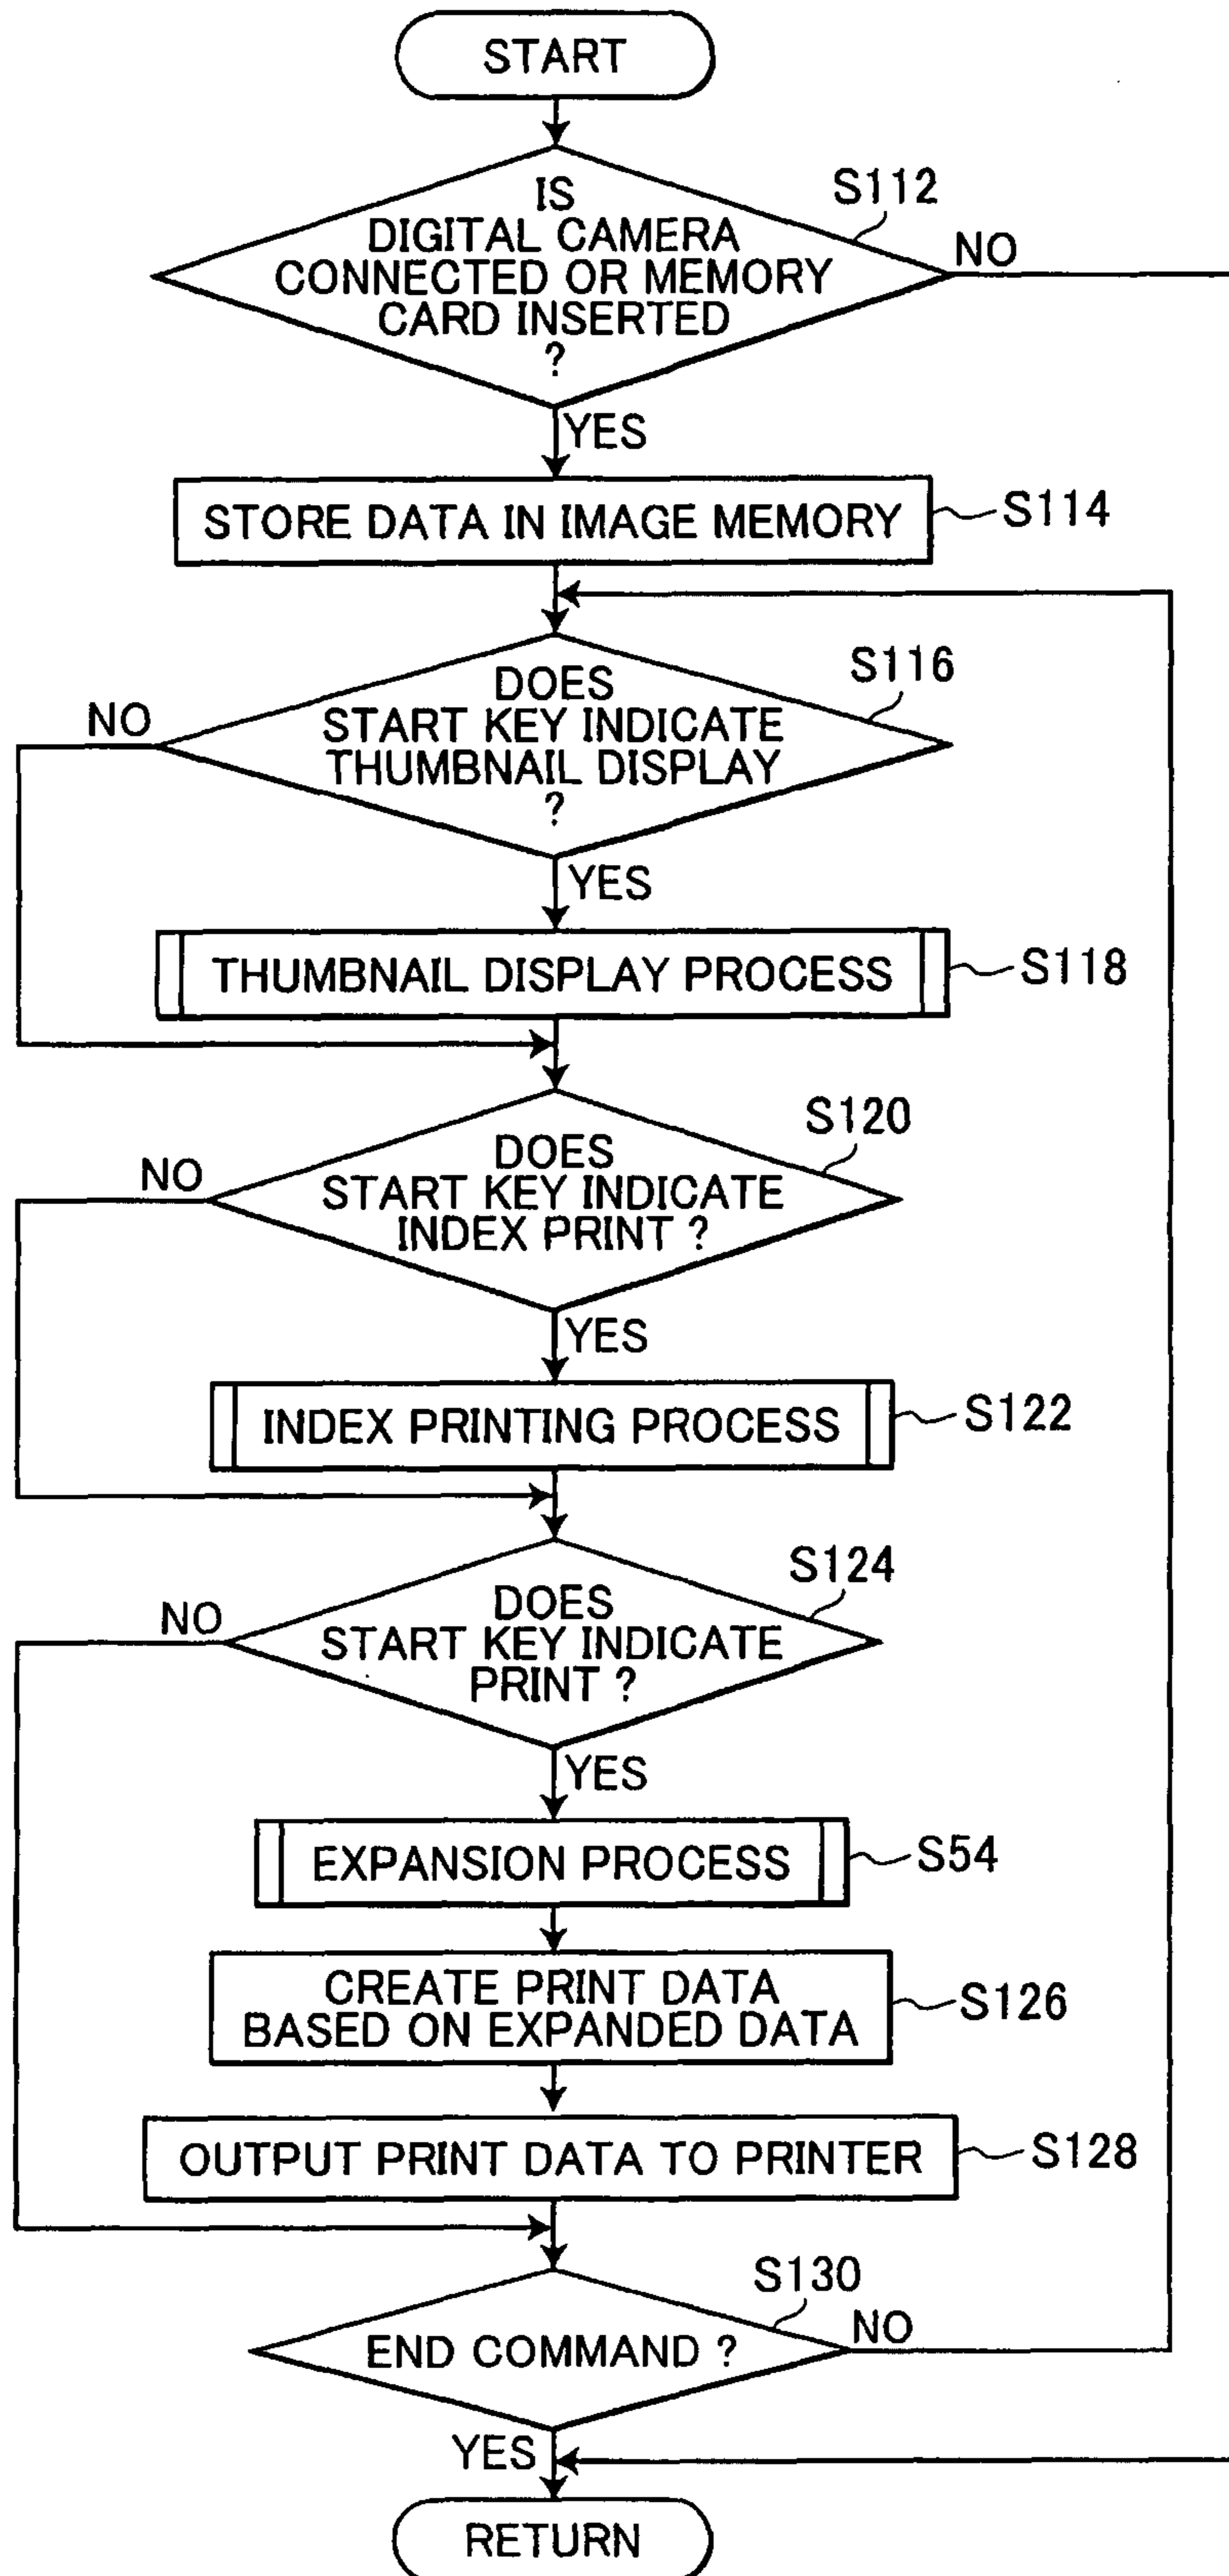 START
S112
IS
DIGITAL CAMERA
CONNECTED OR MEMORY
CARD INSERTED
?
NO
YES
STORE DATA IN IMAGE MEMORY
S114
S116
DOES
START KEY INDICATE
THUMBNAIL DISPLAY
?
NO
YES
THUMBNAIL DISPLAY PROCESS
S118
S120
DOES
START KEY INDICATE
INDEX PRINT ?
NO
YES
INDEX PRINTING PROCESS
S122
S124
DOES
START KEY INDICATE
PRINT ?
NO
YES
EXPANSION PROCESS
S54
CREATE PRINT DATA
BASED ON EXPANDED DATA
S126
OUTPUT PRINT DATA TO PRINTER
S128
S130
END COMMAND ?
NO
YES
RETURN